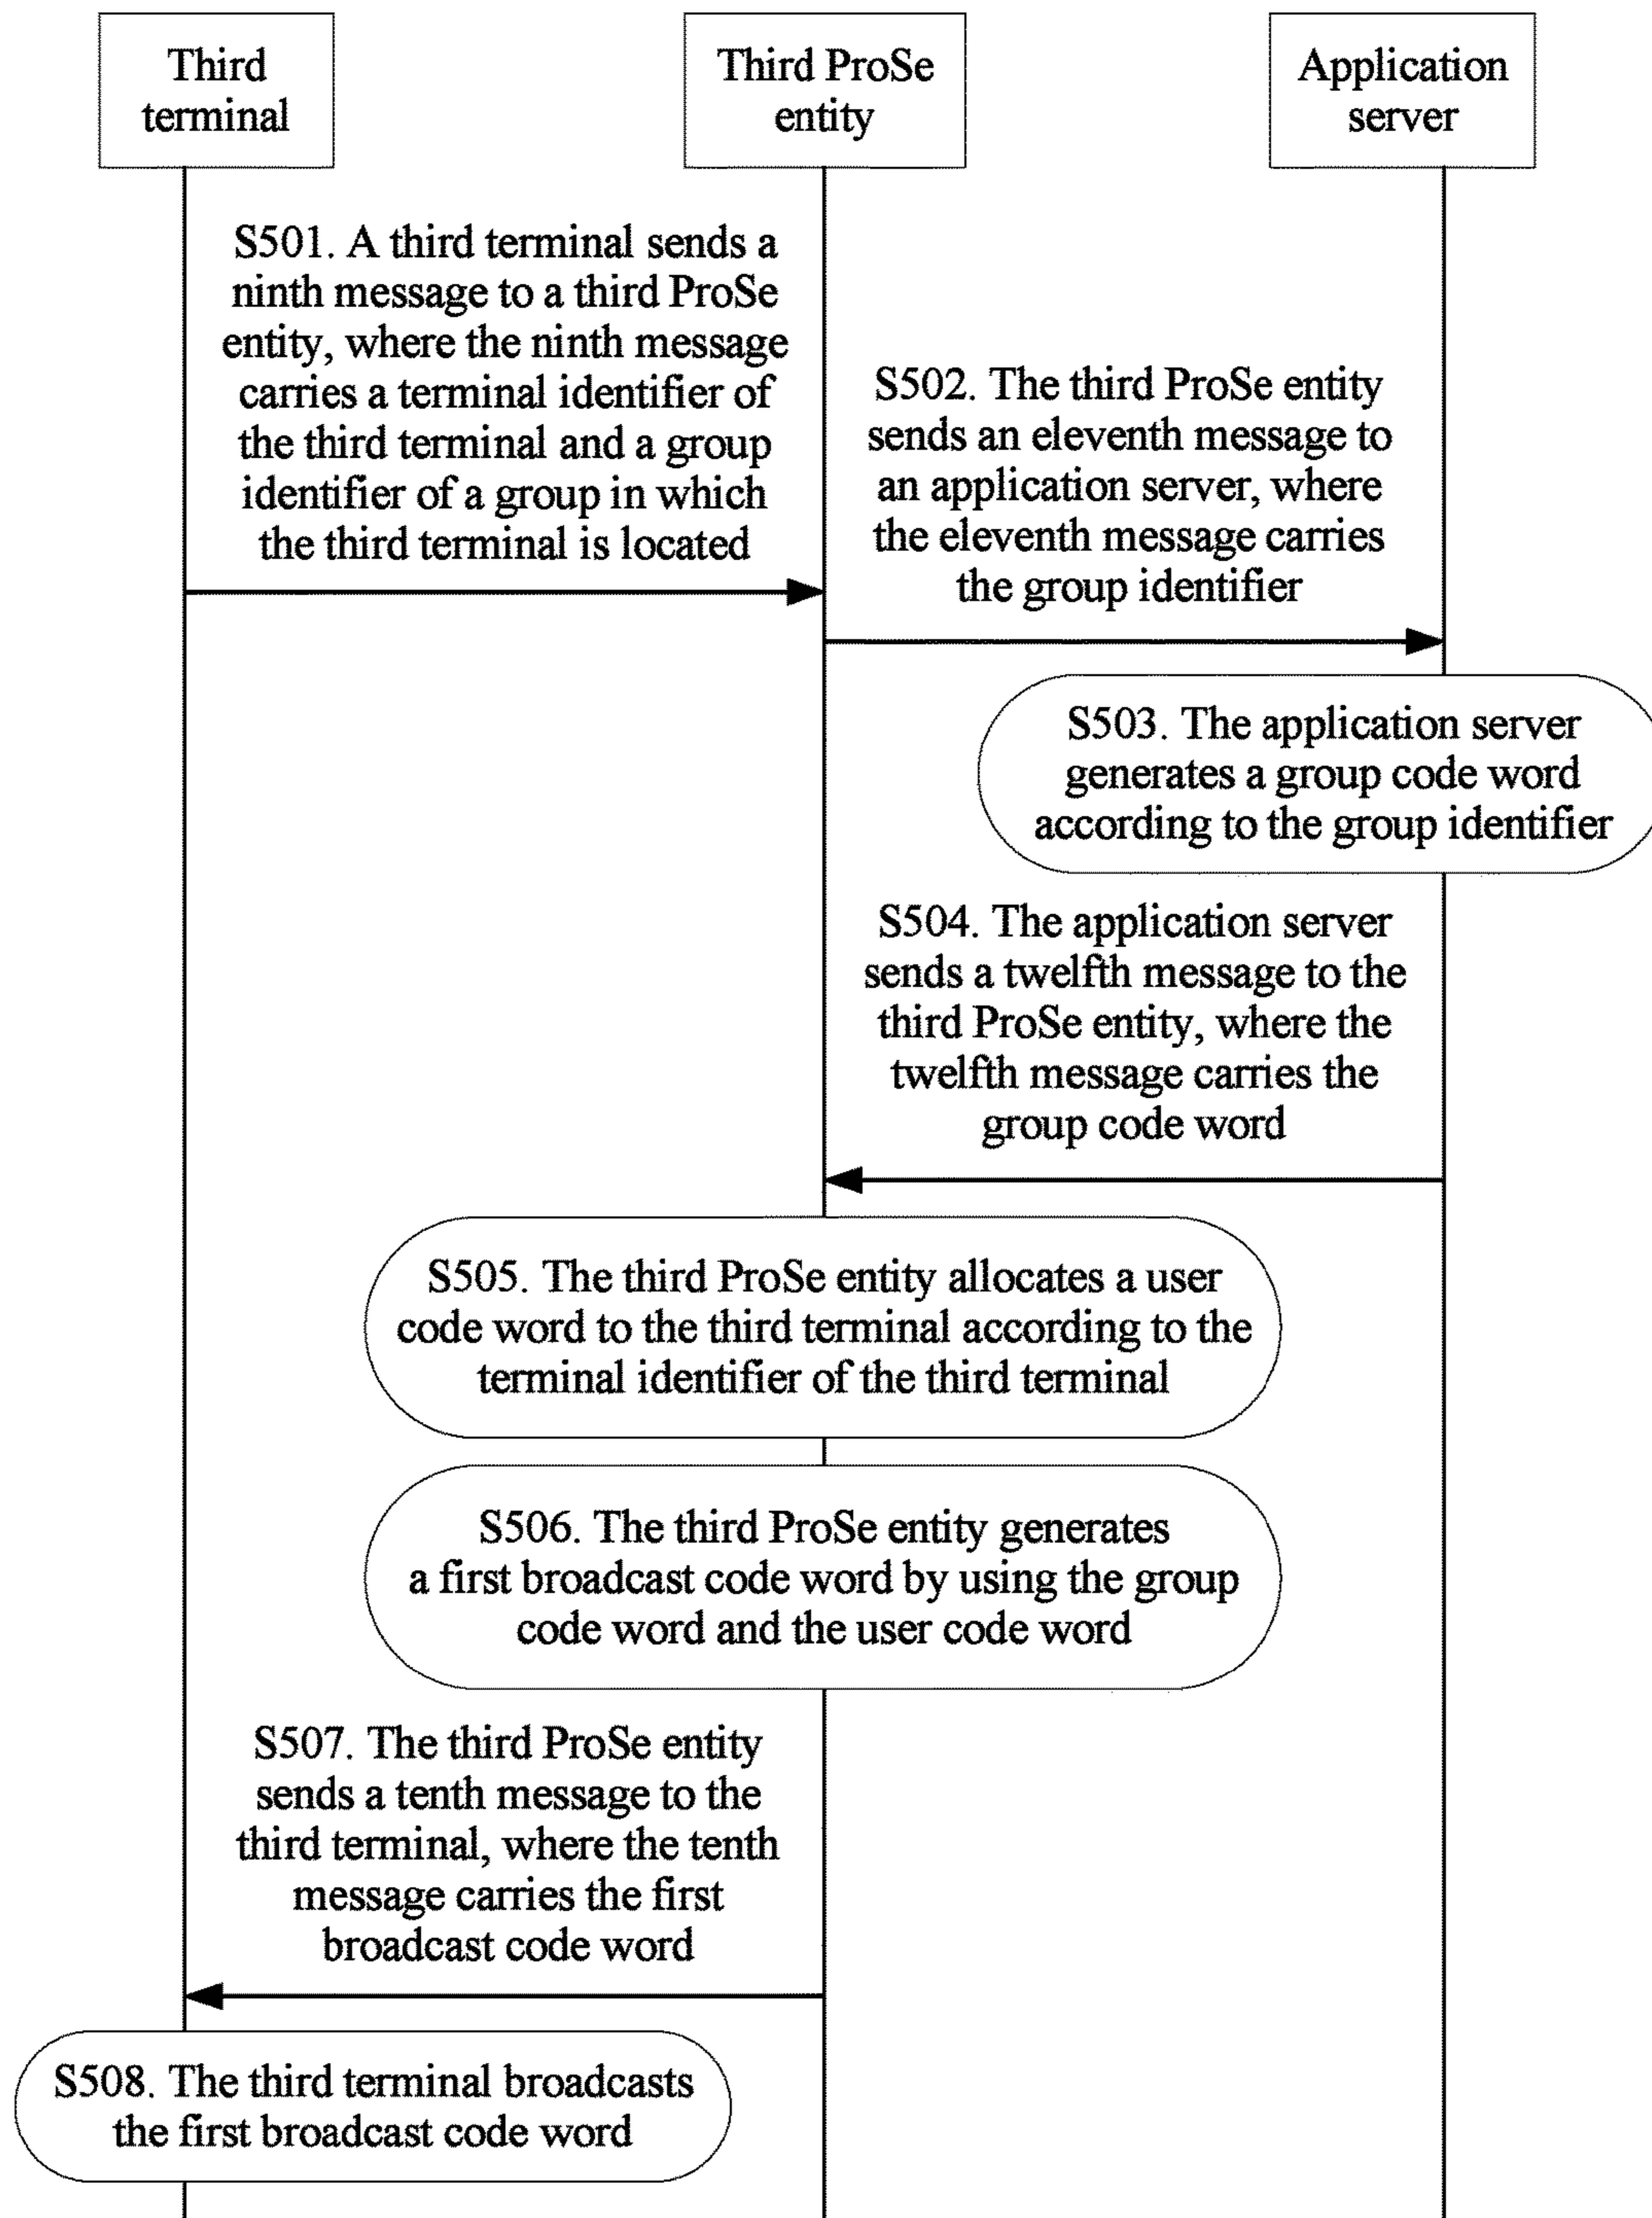 Third
terminal
Third ProSe
entity
Application
server
S501. A third terminal sends a
ninth message to a third ProSe
entity, where the ninth message
carries a terminal identifier of
the third terminal and a group
identifier of a group in which
the third terminal is located
S502. The third ProSe entity
sends an eleventh message to
an application server, where
the eleventh message carries
the group identifier
S503. The application server
generates a group code word
according to the group identifier
S504. The application server
sends a twelfth message to the
third ProSe entity, where the
twelfth message carries the
group code word
S505. The third ProSe entity allocates a user
code word to the third terminal according to the
terminal identifier of the third terminal
S506. The third ProSe entity generates
a first broadcast code word by using the group
code word and the user code word
S507. The third ProSe entity
sends a tenth message to the
third terminal, where the tenth
message carries the first
broadcast code word
S508. The third terminal broadcasts
the first broadcast code word